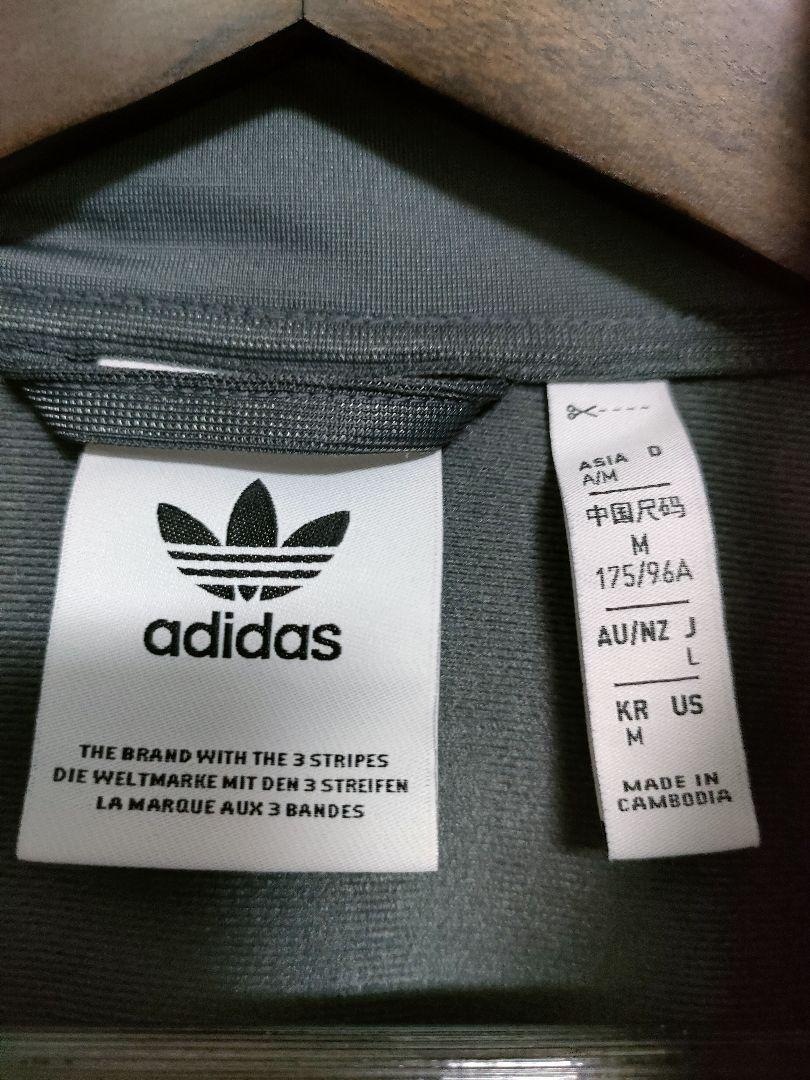 adidas
THE BRAND WITH THE 3 STRIPES
DIE WELTMARKE MIT DEN 3 STREIFEN
LA MARQUE AUX 3 BANDES
ASIA D
A/M
中国尺码
M
175/96A
AU/NZ J
L
KR US
M
MADE IN
CAMBODIA